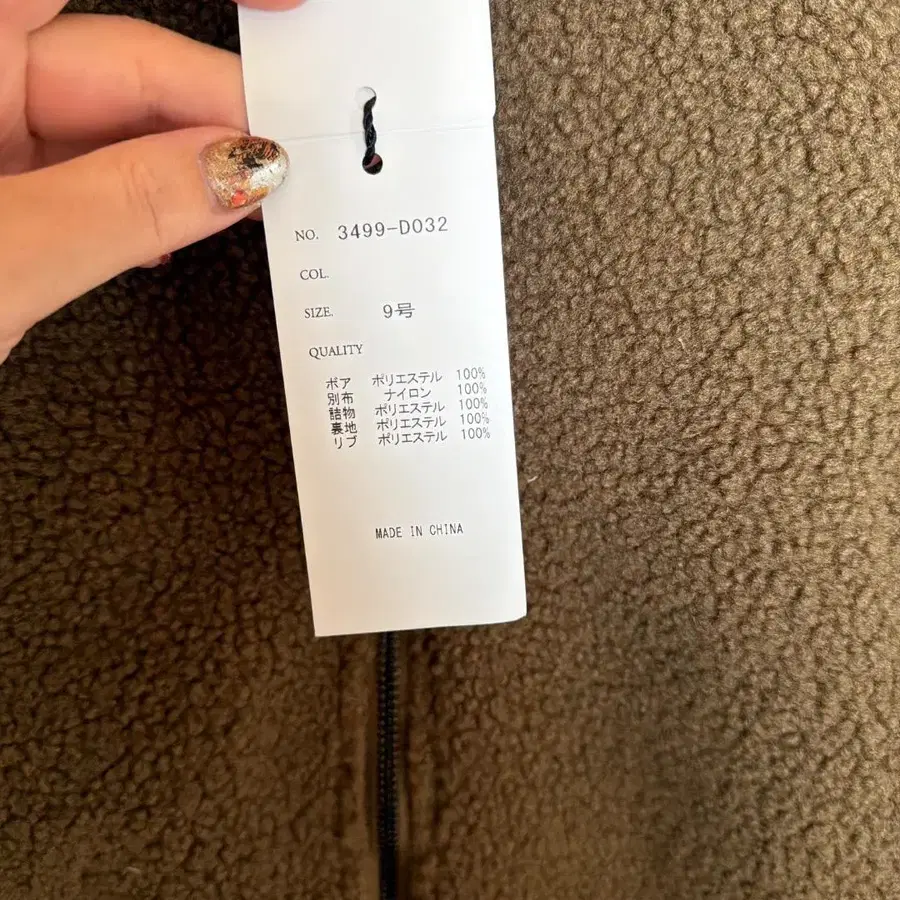 NO. 3499-D032
COL.
SIZE. 9号
QUALITY
ボア ポリエステル 100%
別布 ナイロン 100%
詰物 ポリエステル 100%
裏地 ポリエステル 100%
リブ ポリエステル 100%
MADE IN CHINA